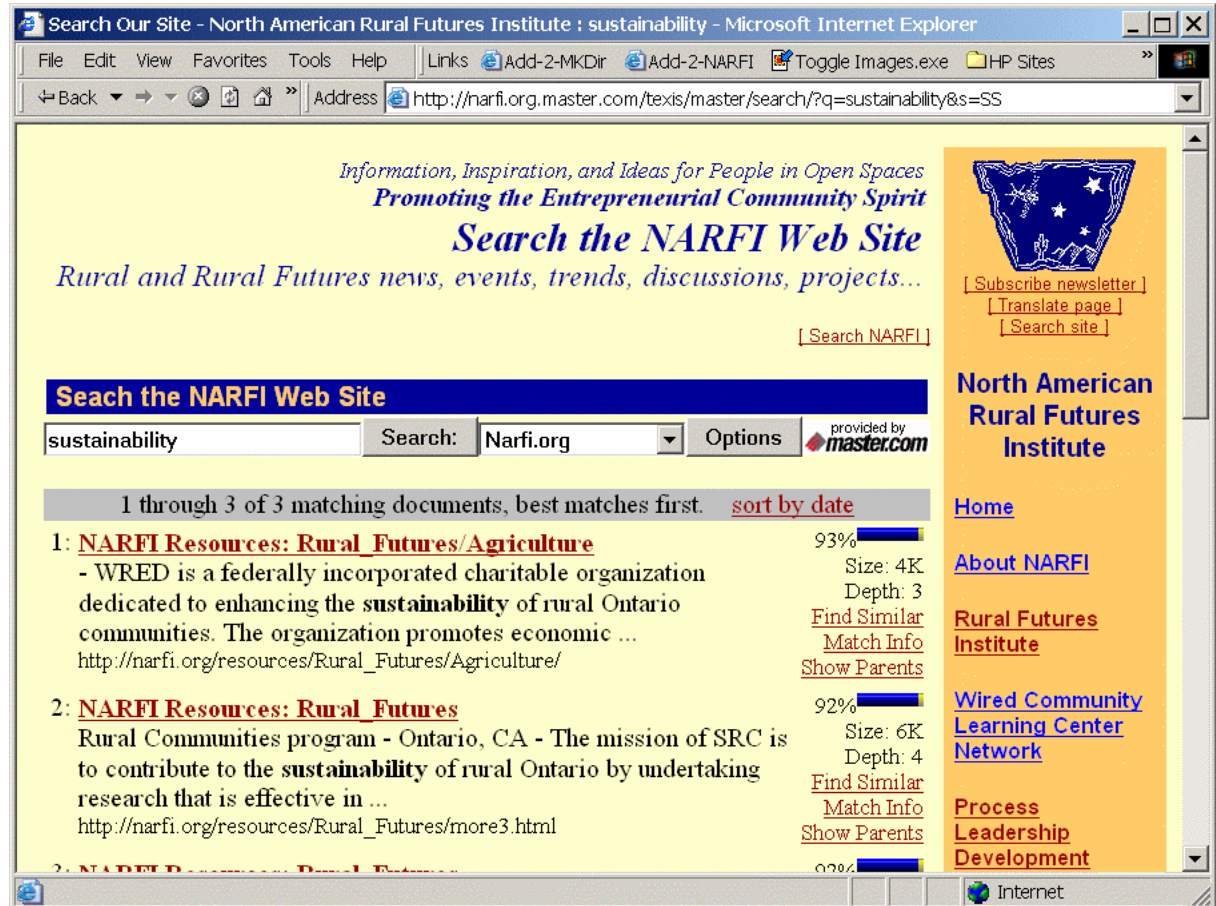 Search Our Site - North American Rural Futures Institute : sustainability - Microsoft Internet Explorer
File Edit View Favorites Tools Help Links Add-2-MKDir Add-2-NARFI Toggle Images.exe HP Sites »
Back » Address http://narfi.org.master.com/texis/master/search/?q=sustainability&s=SS
Information, Inspiration, and Ideas for People in Open Spaces
Promoting the Entrepreneurial Community Spirit
Search the NARFI Web Site
Rural and Rural Futures news, events, trends, discussions, projects...
[ Search NARFI ]
Seach the NARFI Web Site
sustainability Search: Narfi.org Options provided by master.com
1 through 3 of 3 matching documents, best matches first. sort by date
1: NARFI Resources: Rural_Futures/Agriculture
- WRED is a federally incorporated charitable organization
dedicated to enhancing the sustainability of rural Ontario
communities. The organization promotes economic ...
http://narfi.org/resources/Rural_Futures/Agriculture/
93%
Size: 4K
Depth: 3
Find Similar
Match Info
Show Parents
2: NARFI Resources: Rural_Futures
Rural Communities program - Ontario, CA - The mission of SRC is
to contribute to the sustainability of rural Ontario by undertaking
research that is effective in ...
http://narfi.org/resources/Rural_Futures/more3.html
92%
Size: 6K
Depth: 4
Find Similar
Match Info
Show Parents
3: NARFI Resources: Rural_Futures
92%
[ Subscribe newsletter ]
[ Translate page ]
[ Search site ]
North American
Rural Futures
Institute
Home
About NARFI
Rural Futures
Institute
Wired Community
Learning Center
Network
Process
Leadership
Development
Internet